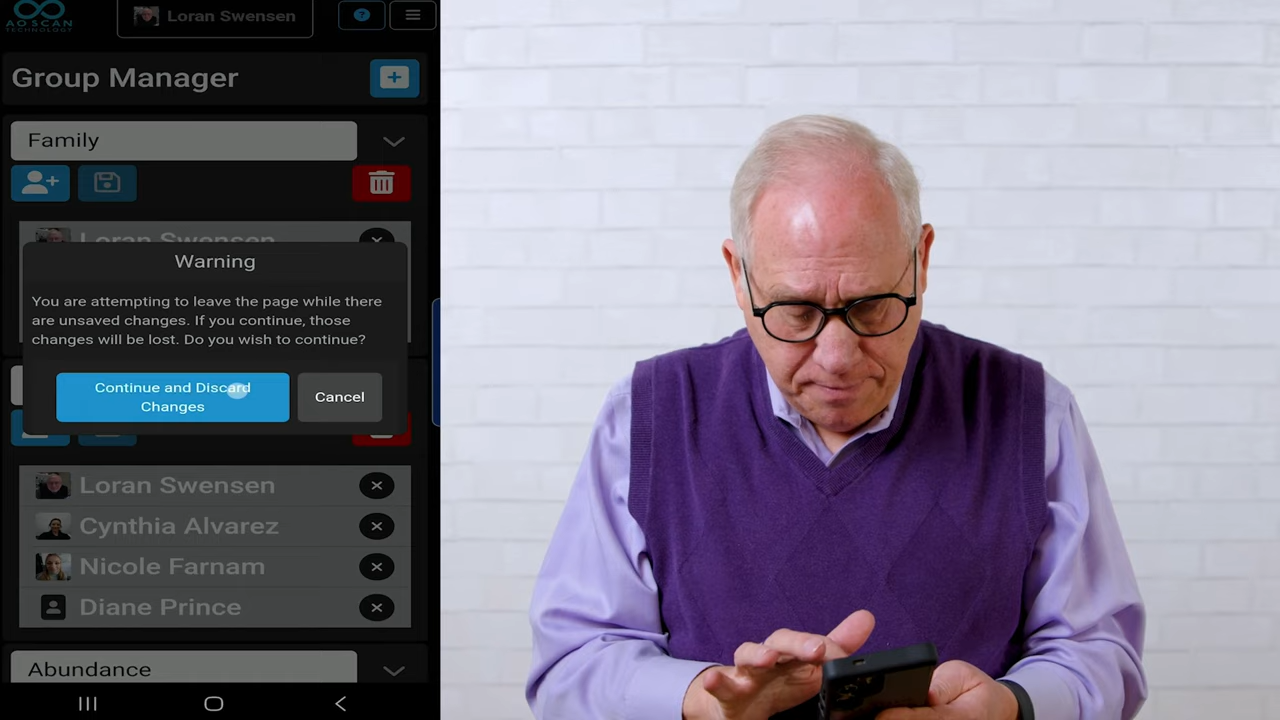 AO SCAN
TECHNOLOGY
Loran Swensen
Group Manager
Family
Loran Swensen
Warning
You are attempting to leave the page while there
are unsaved changes. If you continue, those
changes will be lost. Do you wish to continue?
Continue and Discard
Changes
Cancel
Loran Swensen
Cynthia Alvarez
Nicole Farnam
Diane Prince
Abundance